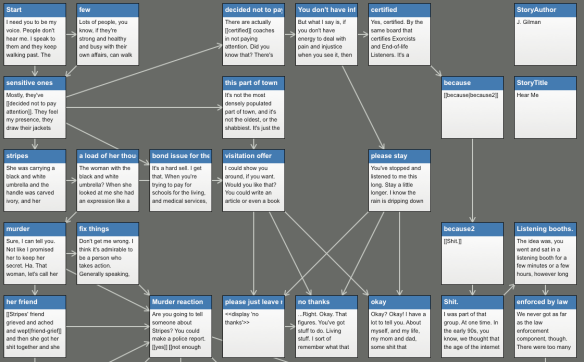 Start
I need you to be my
voice. People don't
hear me. I speak to
them and they keep
walking past. The
few
Lots of people, you
know, if they're
strong and healthy
and busy with their
own affairs, can walk
decided not to pay
There are actually
[[certified]] coaches
in not paying
attention. Did you
know that? There's
You don't have inf
But what I say is, if
you don't have
energy to deal with
pain and injustice
when you see it, then
certified
Yes, certified. By the
same board that
certifies Exorcists
and End-of-life
Listeners. It's a
StoryAuthor
J. Gilman
sensitive ones
Mostly, they've
[[decided not to pay
attention]]. They feel
my presence, they
draw their jackets
this part of town
It's not the most
densely populated
part of town, and it's
not the oldest, or the
shabbiest. It's just the
because
[[because|because2]]
StoryTitle
Hear Me
stripes
She was carrying a
black and white
umbrella and the
handle was carved
ivory, and her
a load of her thou
The woman with the
black and white
umbrella? When she
looked at me she had
an expression like a
bond issue for the
It's a hard sell. I get
that. When you're
trying to pay for
schools for the living,
and medical services,
visitation offer
I could show you
around, if you want.
Would you like that?
You could write an
article or even a book
please stay
You've stopped and
listened to me this
long. Stay a little
longer. I know the
rain is dripping down
murder
Sure, I can tell you.
Not like I promised
her to keep her
secret. Ha. That
woman, let's call her
fix things
Don't get me wrong. I
think it's admirable to
be a person who
takes action.
Generally speaking,
because2
[[Shit.]]
Listening booths.
The idea was, you
went and sat in a
listening booth for a
few minutes or a few
hours, however long
her friend
[[Stripes' friend
grieved and ached
and wept|friend-grief]]
and then she got her
shit together and she
Murder reaction
Are you going to tell
someone about
Stripes? You could
make a police report.
[[yes]] [[not enough
please just leave
<<display 'no
thanks'>>
no thanks
...Right. Okay. That
figures. You've got
stuff to do. Living
stuff. I sort of
remember what that
okay
Okay? Okay! I have a
lot to tell you. About
myself, and my life,
my mom and dad,
some shit that
Shit.
I was part of that
group. At one time. In
the early 90s, you
know, we thought that
the age of the internet
enforced by law
We never got as far
as the law
enforcement
component, though.
There were too many